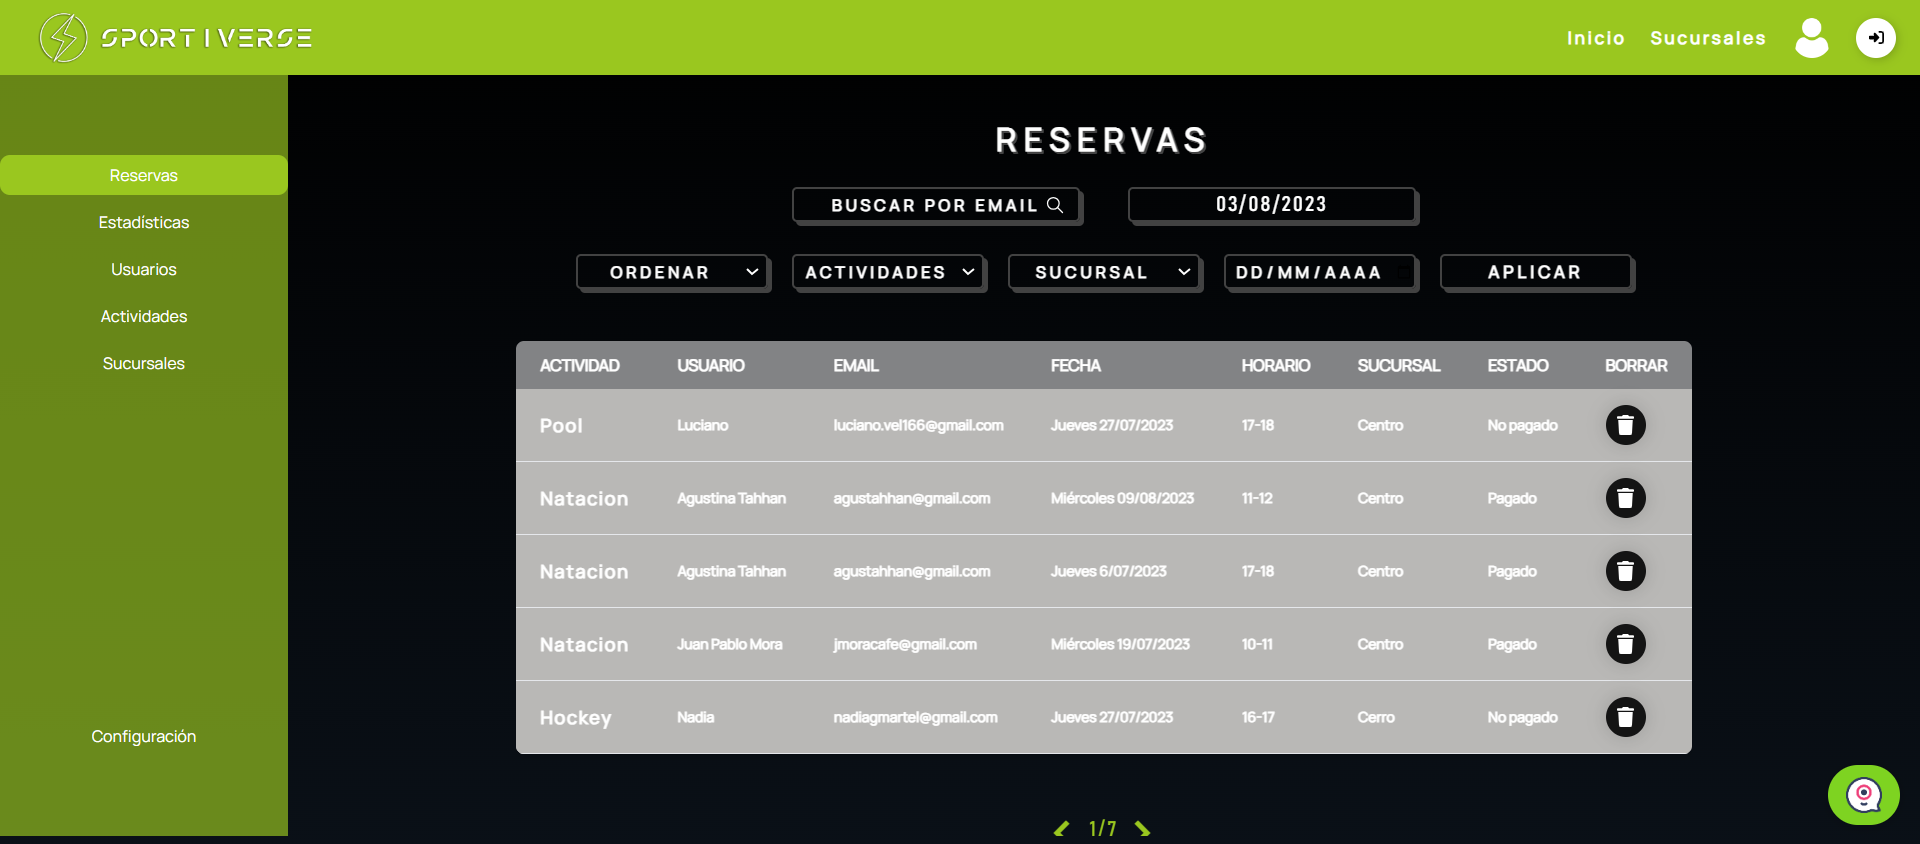 SPORTIVERSE
Inicio Sucursales
Reservas
Estadísticas
Usuarios
Actividades
Sucursales
Configuración
RESERVAS
BUSCAR POR EMAIL 03/08/2023
ORDENAR ACTIVIDADES SUCURSAL DD/MM/AAAA APLICAR
ACTIVIDAD USUARIO EMAIL FECHA HORARIO SUCURSAL ESTADO BORRAR
Pool Luciano luciano.vel166@gmail.com Jueves 27/07/2023 17-18 Centro No pagado
Natacion Agustina Tahhan agustahhan@gmail.com Miércoles 09/08/2023 11-12 Centro Pagado
Natacion Agustina Tahhan agustahhan@gmail.com Jueves 6/07/2023 17-18 Centro Pagado
Natacion Juan Pablo Mora jmoracafe@gmail.com Miércoles 19/07/2023 10-11 Centro Pagado
Hockey Nadia nadiagmartel@gmail.com Jueves 27/07/2023 16-17 Cerro No pagado
1/7